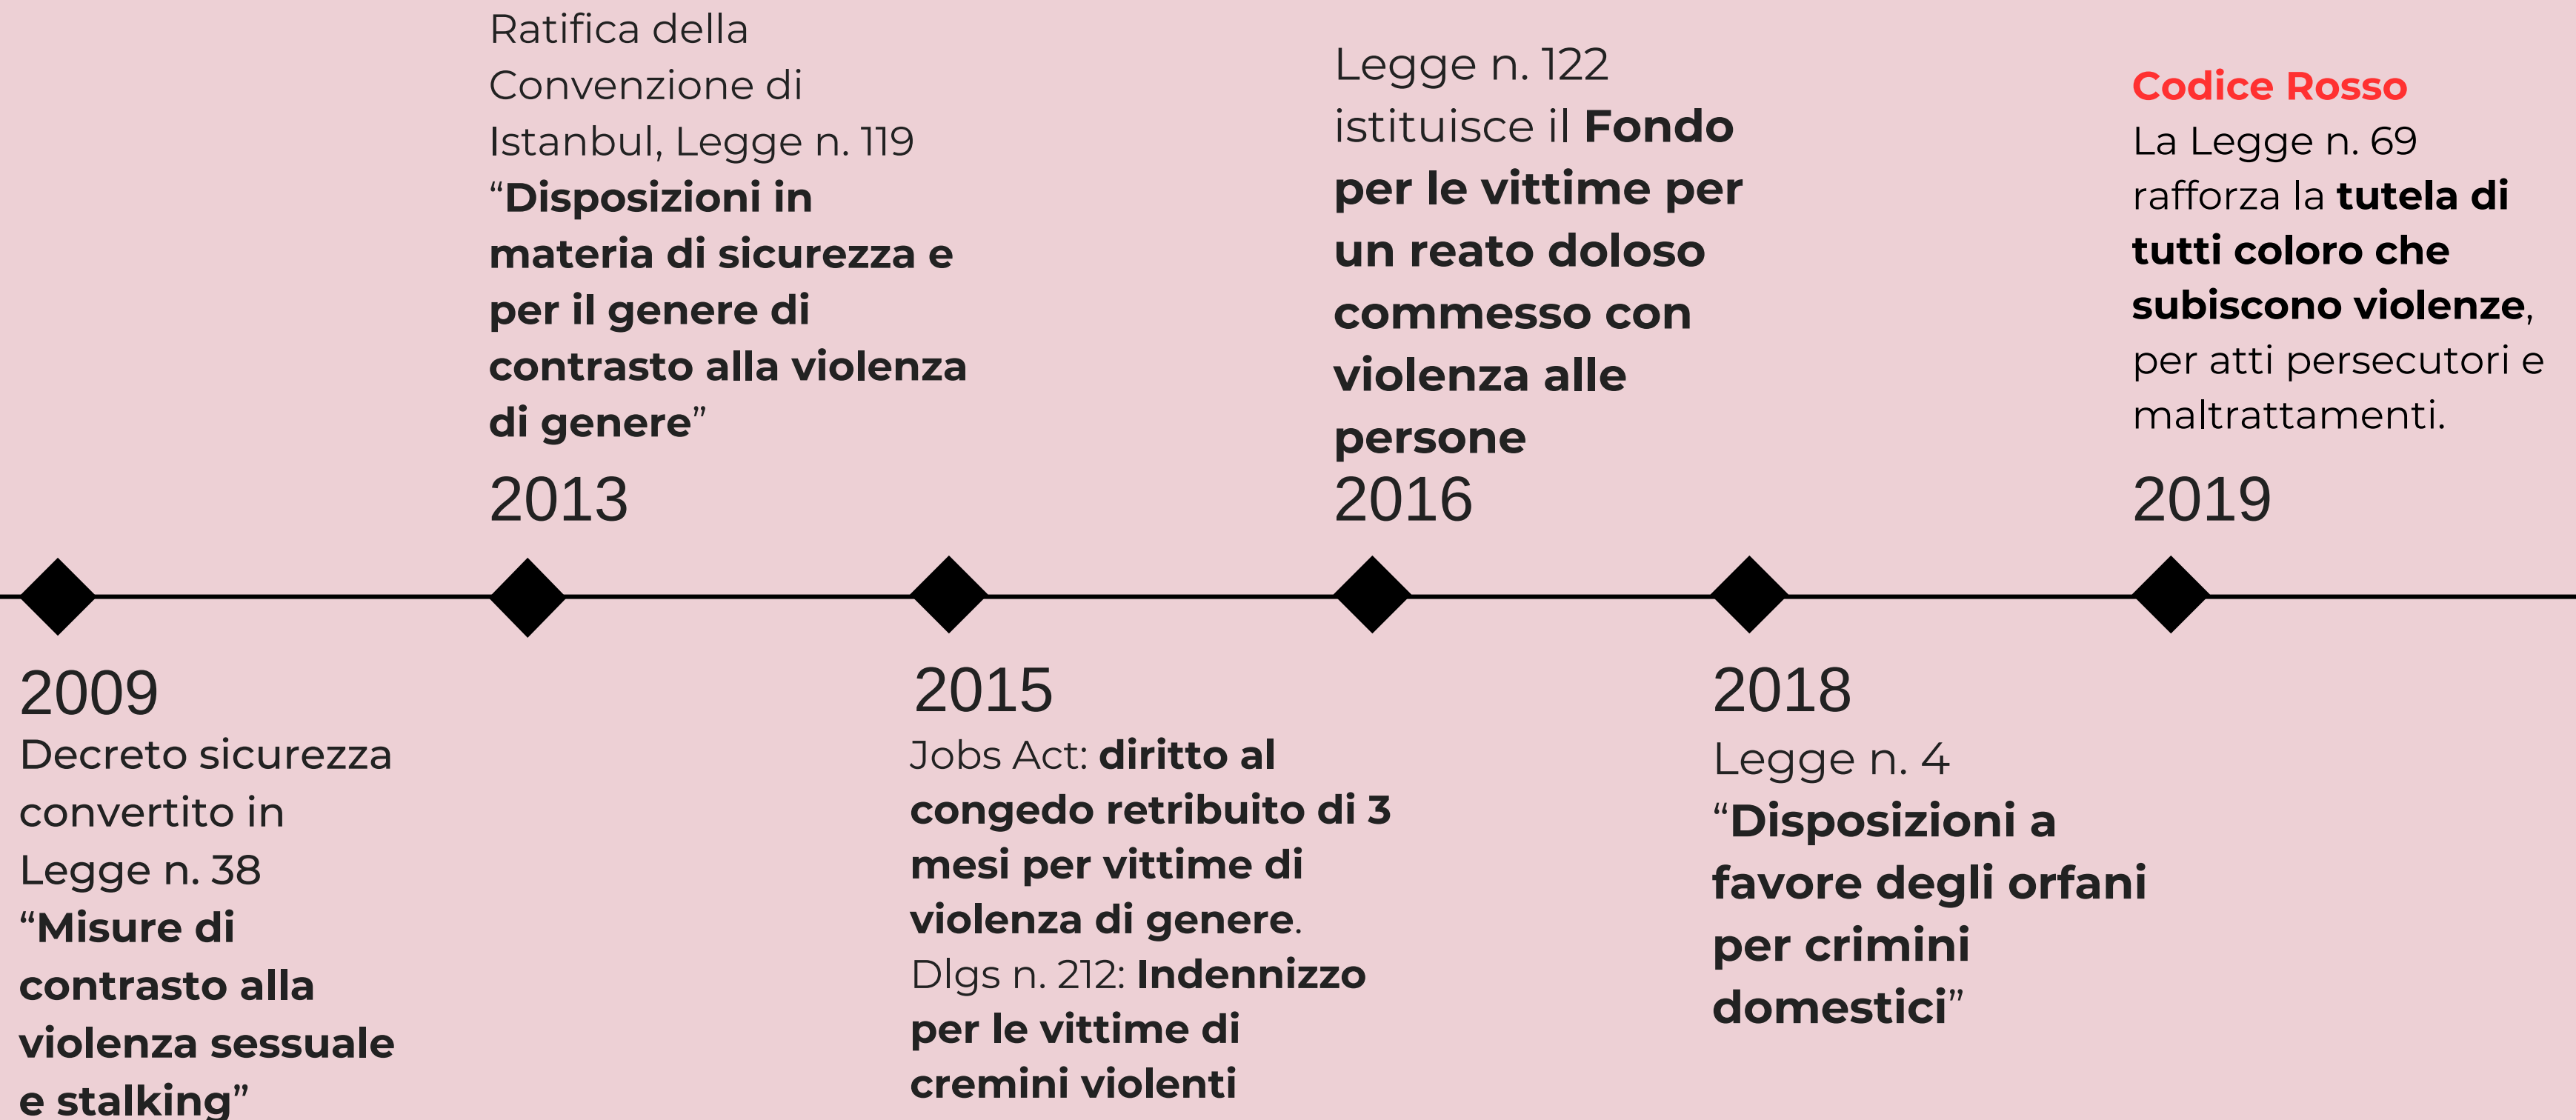 Ratifica della
Convenzione di
Istanbul, Legge n. 119
“Disposizioni in
materia di sicurezza e
per il genere di
contrasto alla violenza
di genere”
2013
Legge n. 122
istituisce il Fondo
per le vittime per
un reato doloso
commesso con
violenza alle
persone
2016
Codice Rosso
La Legge n. 69
rafforza la tutela di
tutti coloro che
subiscono violenze,
per atti persecutori e
maltrattamenti.
2019
2009
Decreto sicurezza
convertito in
Legge n. 38
“Misure di
contrasto alla
violenza sessuale
e stalking”
2015
Jobs Act: diritto al
congedo retribuito di 3
mesi per vittime di
violenza di genere.
Dlgs n. 212: Indennizzo
per le vittime di
cremini violenti
2018
Legge n. 4
“Disposizioni a
favore degli orfani
per crimini
domestici”